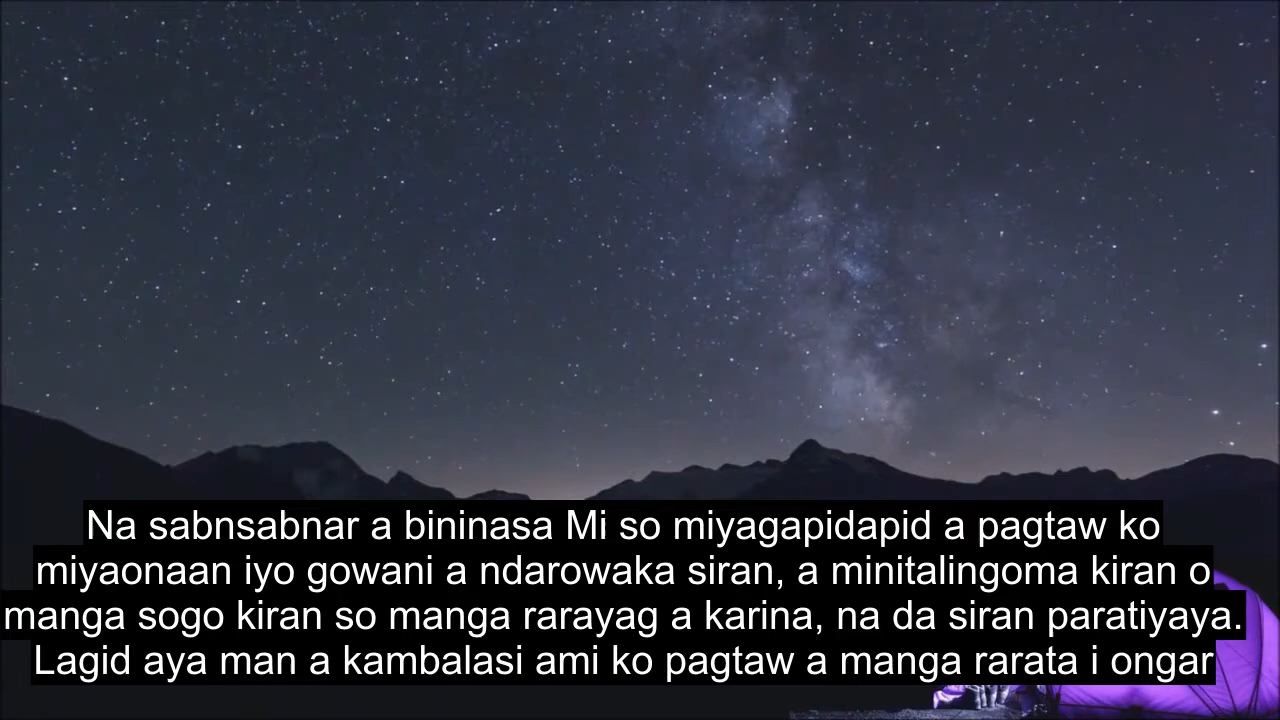 Na sabnsabnar a bininasa Mi so miyagapidapid a pagtaw ko
miyaonaan iyo gowani a ndarowaka siran, a minitalingoma kiran o
manga sogo kiran so manga rarayag a karina, na da siran paratiyaya.
Lagid aya man a kambalasi ami ko pagtaw a manga rarata i ongar